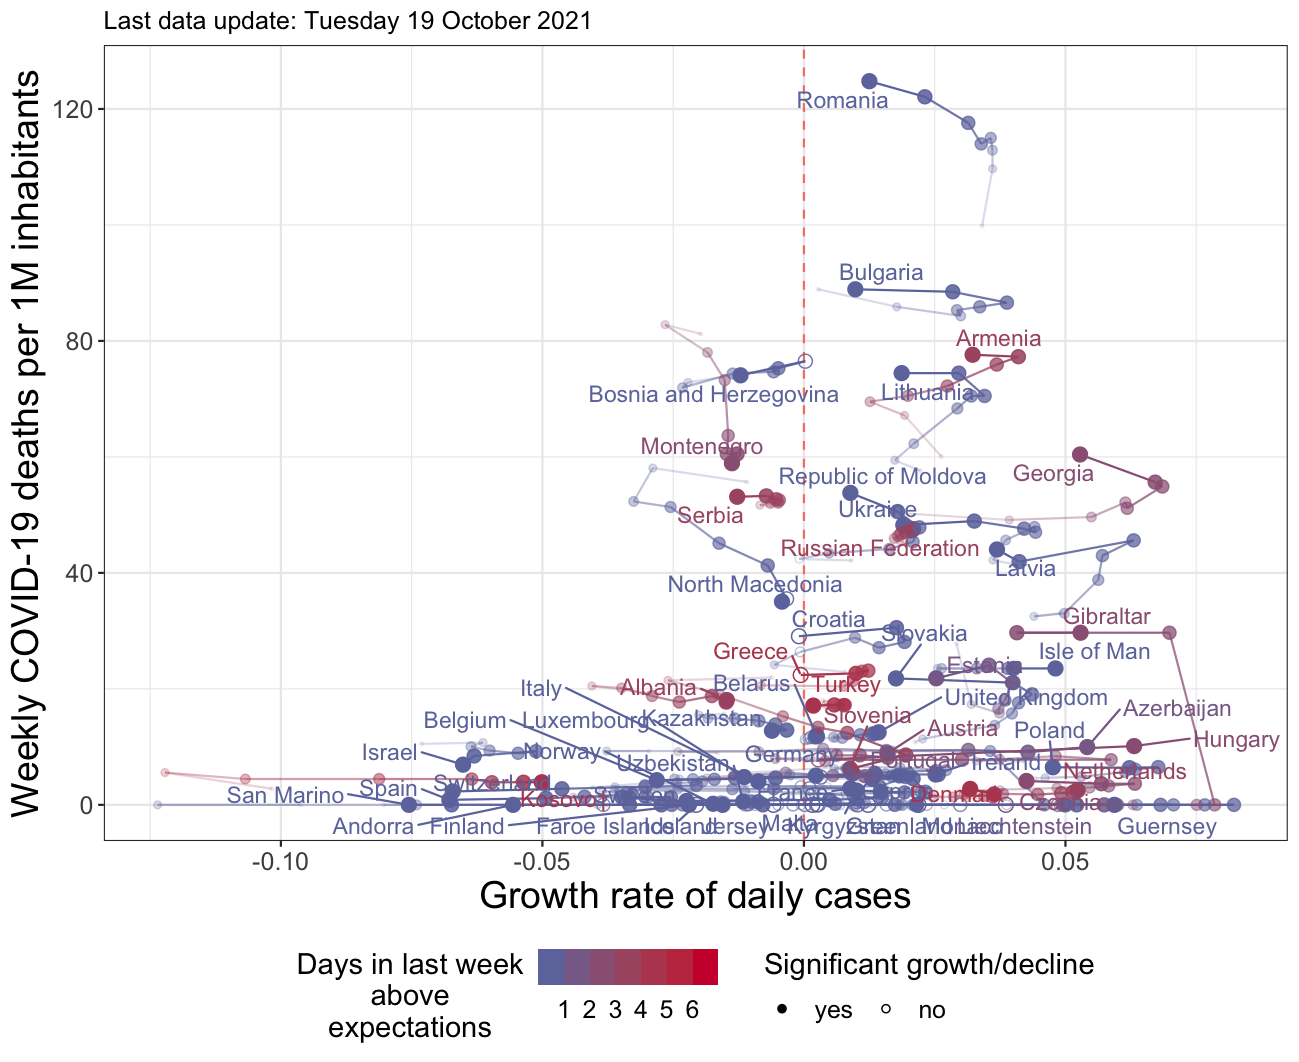 Last data update: Tuesday 19 October 2021
Weekly COVID-19 deaths per 1M inhabitants
120
80
40
0
Romania
Bulgaria
Armenia
Bosnia and Herzegovina
Lithuania
Montenegro
Republic of Moldova
Georgia
Ukraine
Serbia
Russian Federation
Latvia
North Macedonia
Croatia
Gibraltar
Slovakia
Greece
Isle of Man
Estonia
Italy
Albania
Belarus
Turkey
United Kingdom
Azerbaijan
Belgium
Luxembourg
Kazakhstan
Slovenia
Austria
Poland
Hungary
Israel
Norway
Uzbekistan
Germany
Ireland
Netherlands
Spain
Switzerland
San Marino
Kosovo
Sweden
France
Denmark
Czechia
Andorra
Finland
Faroe Islands
Iceland
Jersey
Malta
Kyrgyzstan
Greenland
Monaco
Liechtenstein
Guernsey
-0.10
-0.05
0.00
0.05
Growth rate of daily cases
Days in last week
above
expectations
1 2 3 4 5 6
Significant growth/decline
yes
no